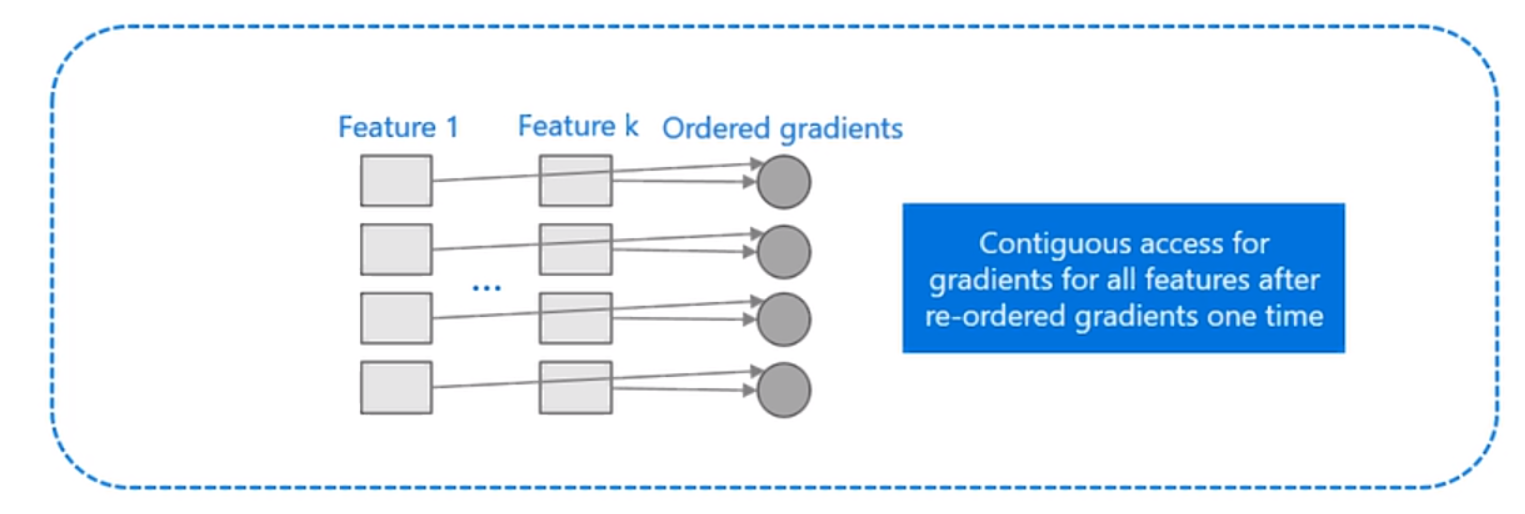 Feature 1 Feature k Ordered gradients
...
Contiguous access for
gradients for all features after
re-ordered gradients one time